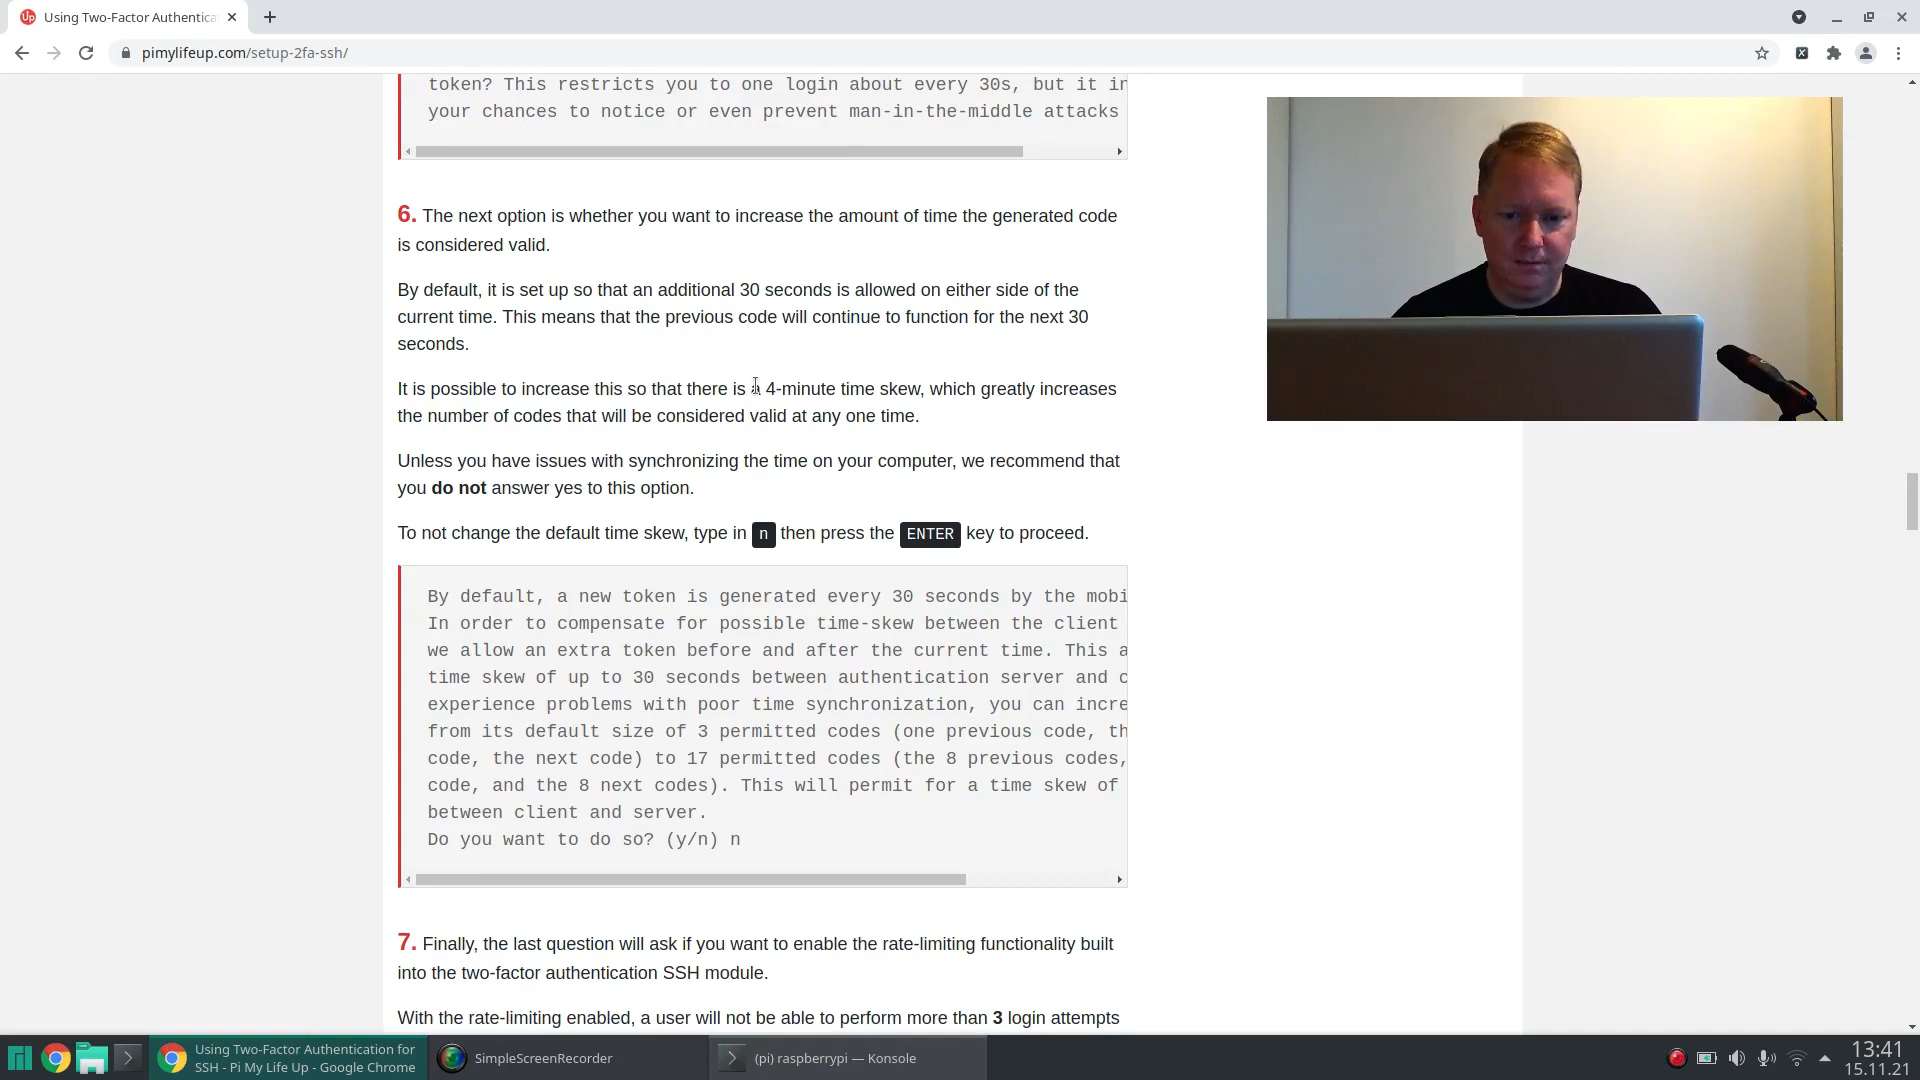 Using Two-Factor Authentica
pimylifeup.com/setup-2fa-ssh/
token? This restricts you to one login about every 30s, but it in
your chances to notice or even prevent man-in-the-middle attacks
6. The next option is whether you want to increase the amount of time the generated code
is considered valid.
By default, it is set up so that an additional 30 seconds is allowed on either side of the
current time. This means that the previous code will continue to function for the next 30
seconds.
It is possible to increase this so that there is a 4-minute time skew, which greatly increases
the number of codes that will be considered valid at any one time.
Unless you have issues with synchronizing the time on your computer, we recommend that
you do not answer yes to this option.
To not change the default time skew, type in n then press the ENTER key to proceed.
By default, a new token is generated every 30 seconds by the mobi
In order to compensate for possible time-skew between the client
we allow an extra token before and after the current time. This a
time skew of up to 30 seconds between authentication server and c
experience problems with poor time synchronization, you can incre
from its default size of 3 permitted codes (one previous code, th
code, the next code) to 17 permitted codes (the 8 previous codes,
code, and the 8 next codes). This will permit for a time skew of
between client and server.
Do you want to do so? (y/n) n
7. Finally, the last question will ask if you want to enable the rate-limiting functionality built
into the two-factor authentication SSH module.
With the rate-limiting enabled, a user will not be able to perform more than 3 login attempts
Using Two-Factor Authentication for
SSH - Pi My Life Up - Google Chrome
SimpleScreenRecorder
(pi) raspberrypi — Konsole
13:41
15.11.21